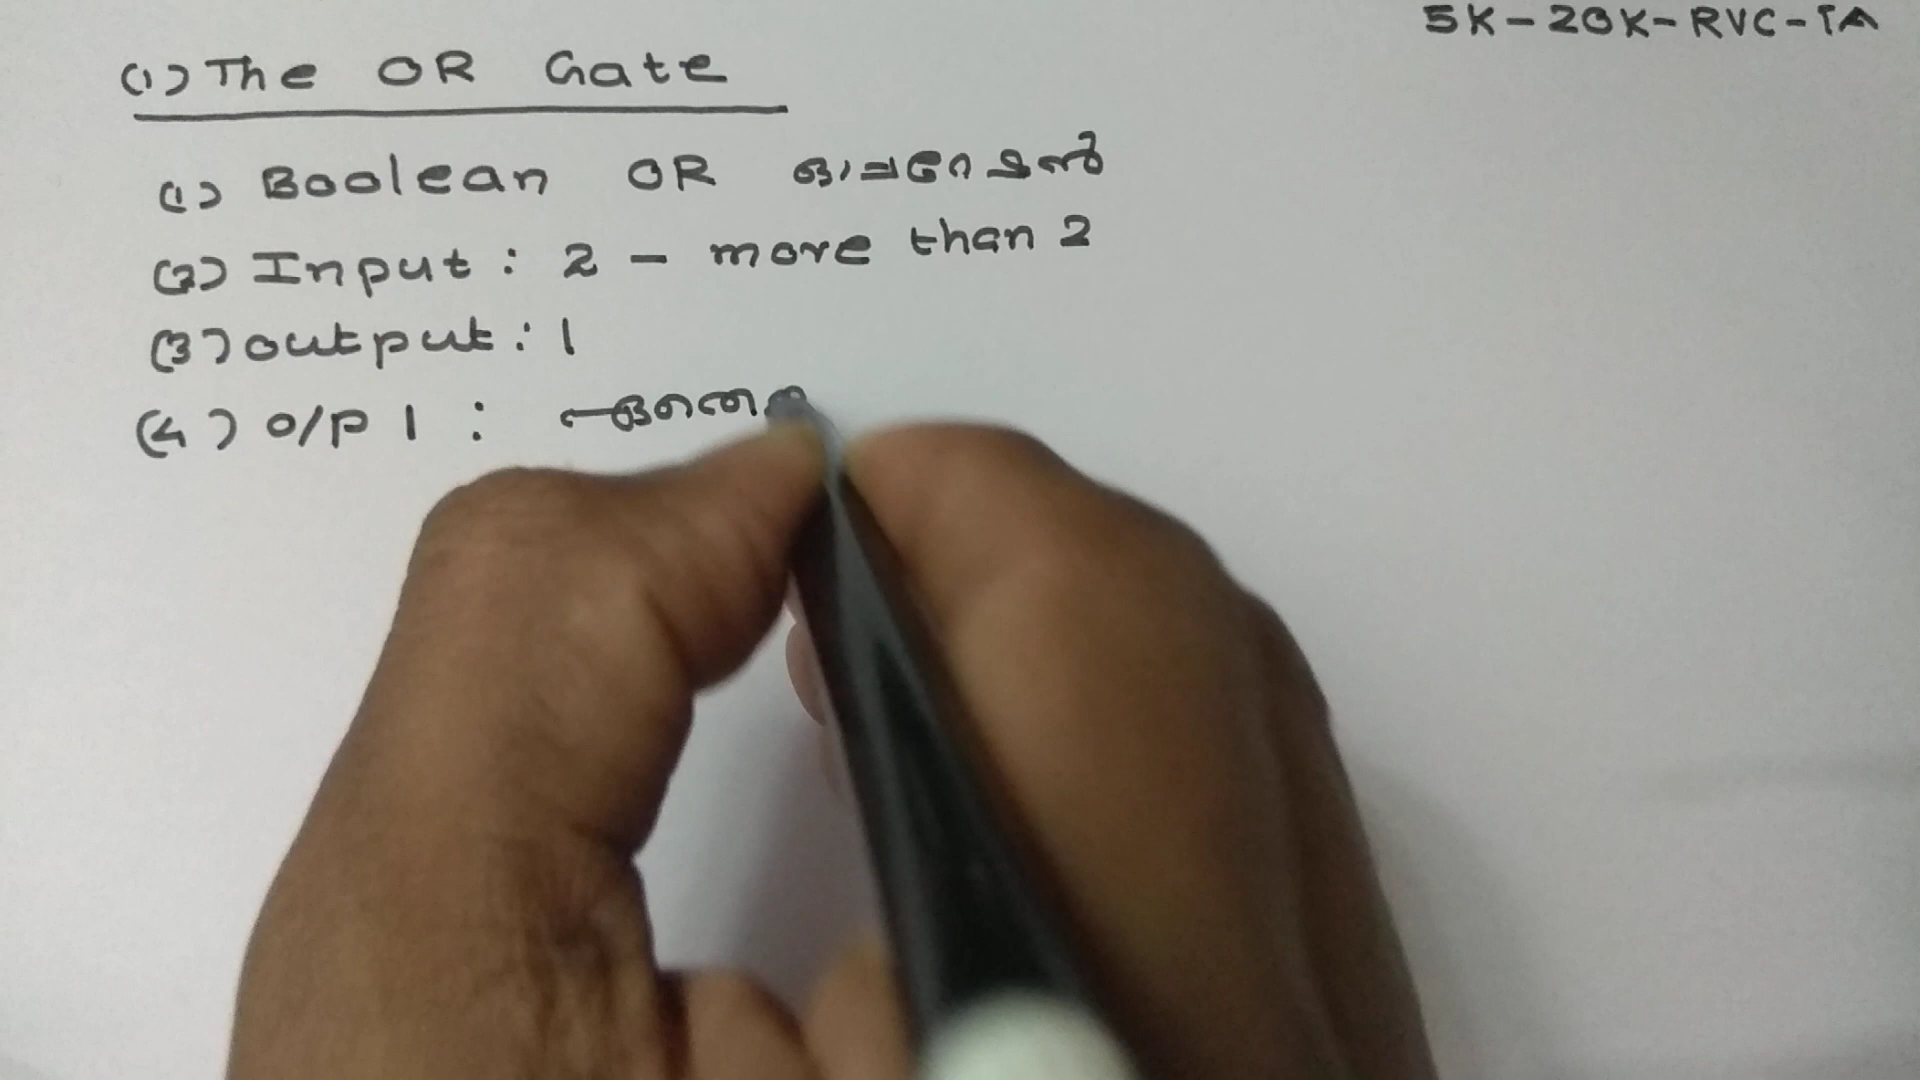 5K-20K-RVC-TA
(1) The OR Gate
(1) Boolean OR ഓപ്പറേഷൻ
(2) Input : 2 - more than 2
(3) output : 1
(4) O/P 1 :